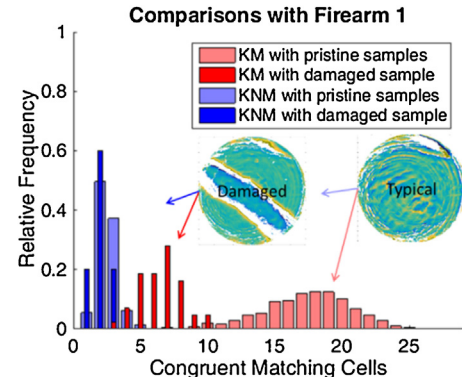 Comparisons with Firearm 1
1
KM with pristine samples
KM with damaged sample
KNM with pristine samples
KNM with damaged sample
0.8
0.6
0.4
0.2
0
Relative Frequency
Damaged
Typical
0 5 10 15 20 25
Congruent Matching Cells